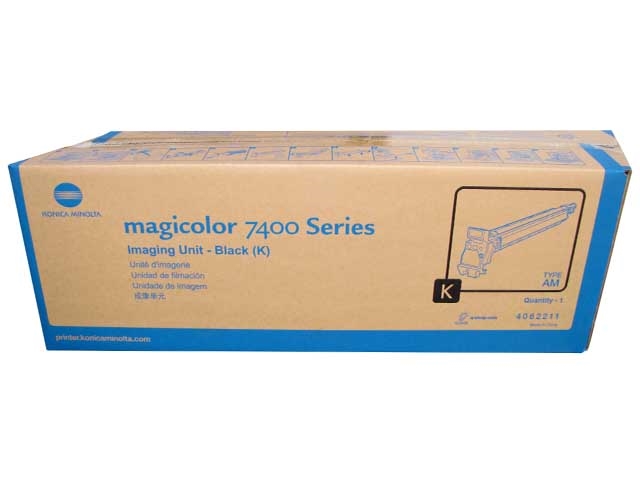 KONICA MINOLTA
magicolor 7400 Series
Imaging Unit - Black (K)
Unité d'imagerie
Unidad de filmación
Unidade de imagem
成像单元
K
TYPE
AM
Quantity - 1
4062211
printer.konicaminolta.com